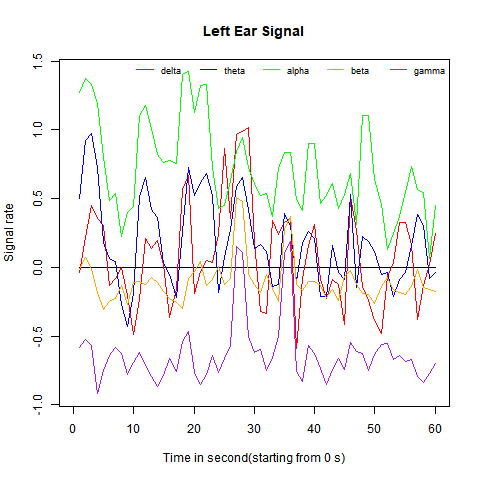 Left Ear Signal
delta theta alpha beta gamma
1.5
1.0
0.5
0.0
-0.5
-1.0
Signal rate
0 10 20 30 40 50 60
Time in second(starting from 0 s)